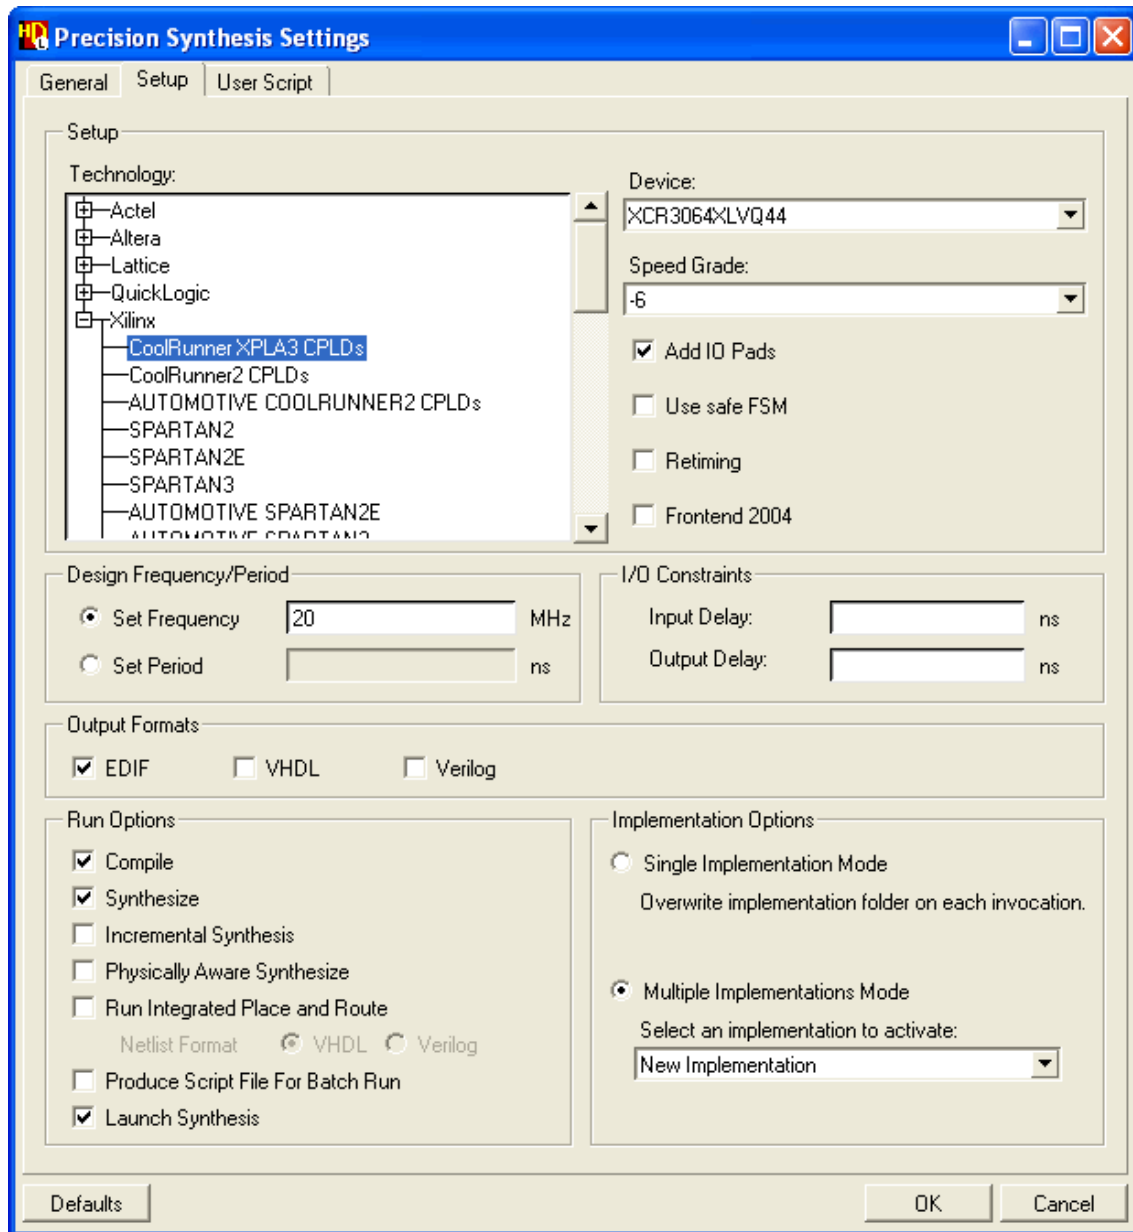 Precision Synthesis Settings
General Setup User Script
Setup
Technology:
Actel
Altera
Lattice
QuickLogic
Xilinx
CoolRunner XPLA3 CPLDs
CoolRunner2 CPLDs
AUTOMOTIVE COOLRUNNER2 CPLDs
SPARTAN2
SPARTAN2E
SPARTAN3
AUTOMOTIVE SPARTAN2E
Device:
XCR3064XLVQ44
Speed Grade:
-6
Add IO Pads
Use safe FSM
Retiming
Frontend 2004
Design Frequency/Period
Set Frequency 20 MHz
Set Period ns
I/O Constraints
Input Delay: ns
Output Delay: ns
Output Formats
EDIF VHDL Verilog
Run Options
Compile
Synthesize
Incremental Synthesis
Physically Aware Synthesize
Run Integrated Place and Route
Netlist Format VHDL Verilog
Produce Script File For Batch Run
Launch Synthesis
Implementation Options
Single Implementation Mode
Overwrite implementation folder on each invocation.
Multiple Implementations Mode
Select an implementation to activate:
New Implementation
Defaults OK Cancel